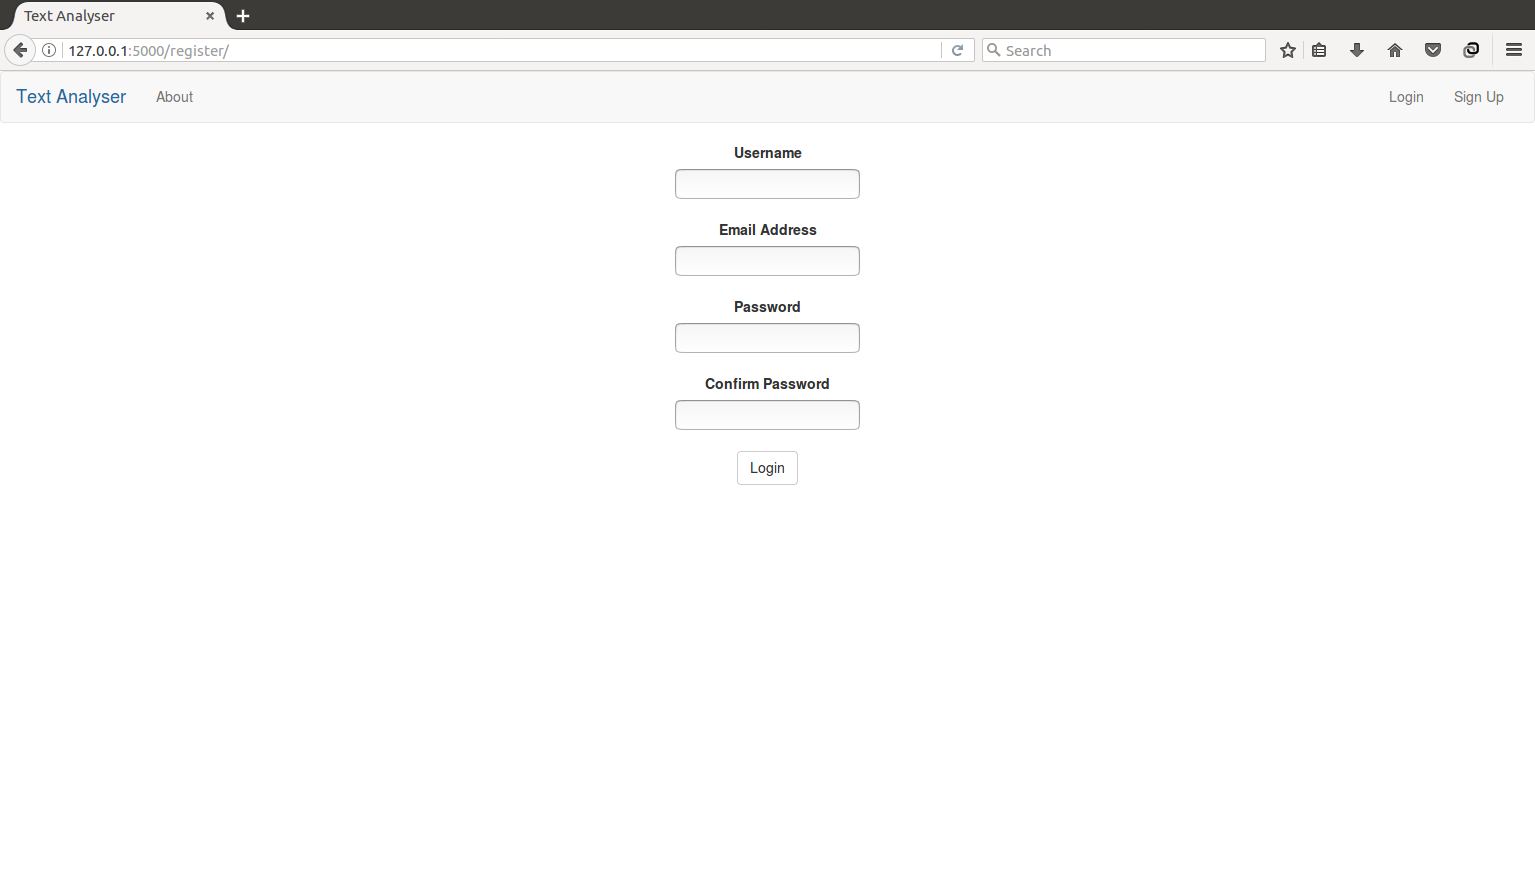 Text Analyser
127.0.0.1:5000/register/
Search
Text Analyser About Login Sign Up
Username
Email Address
Password
Confirm Password
Login